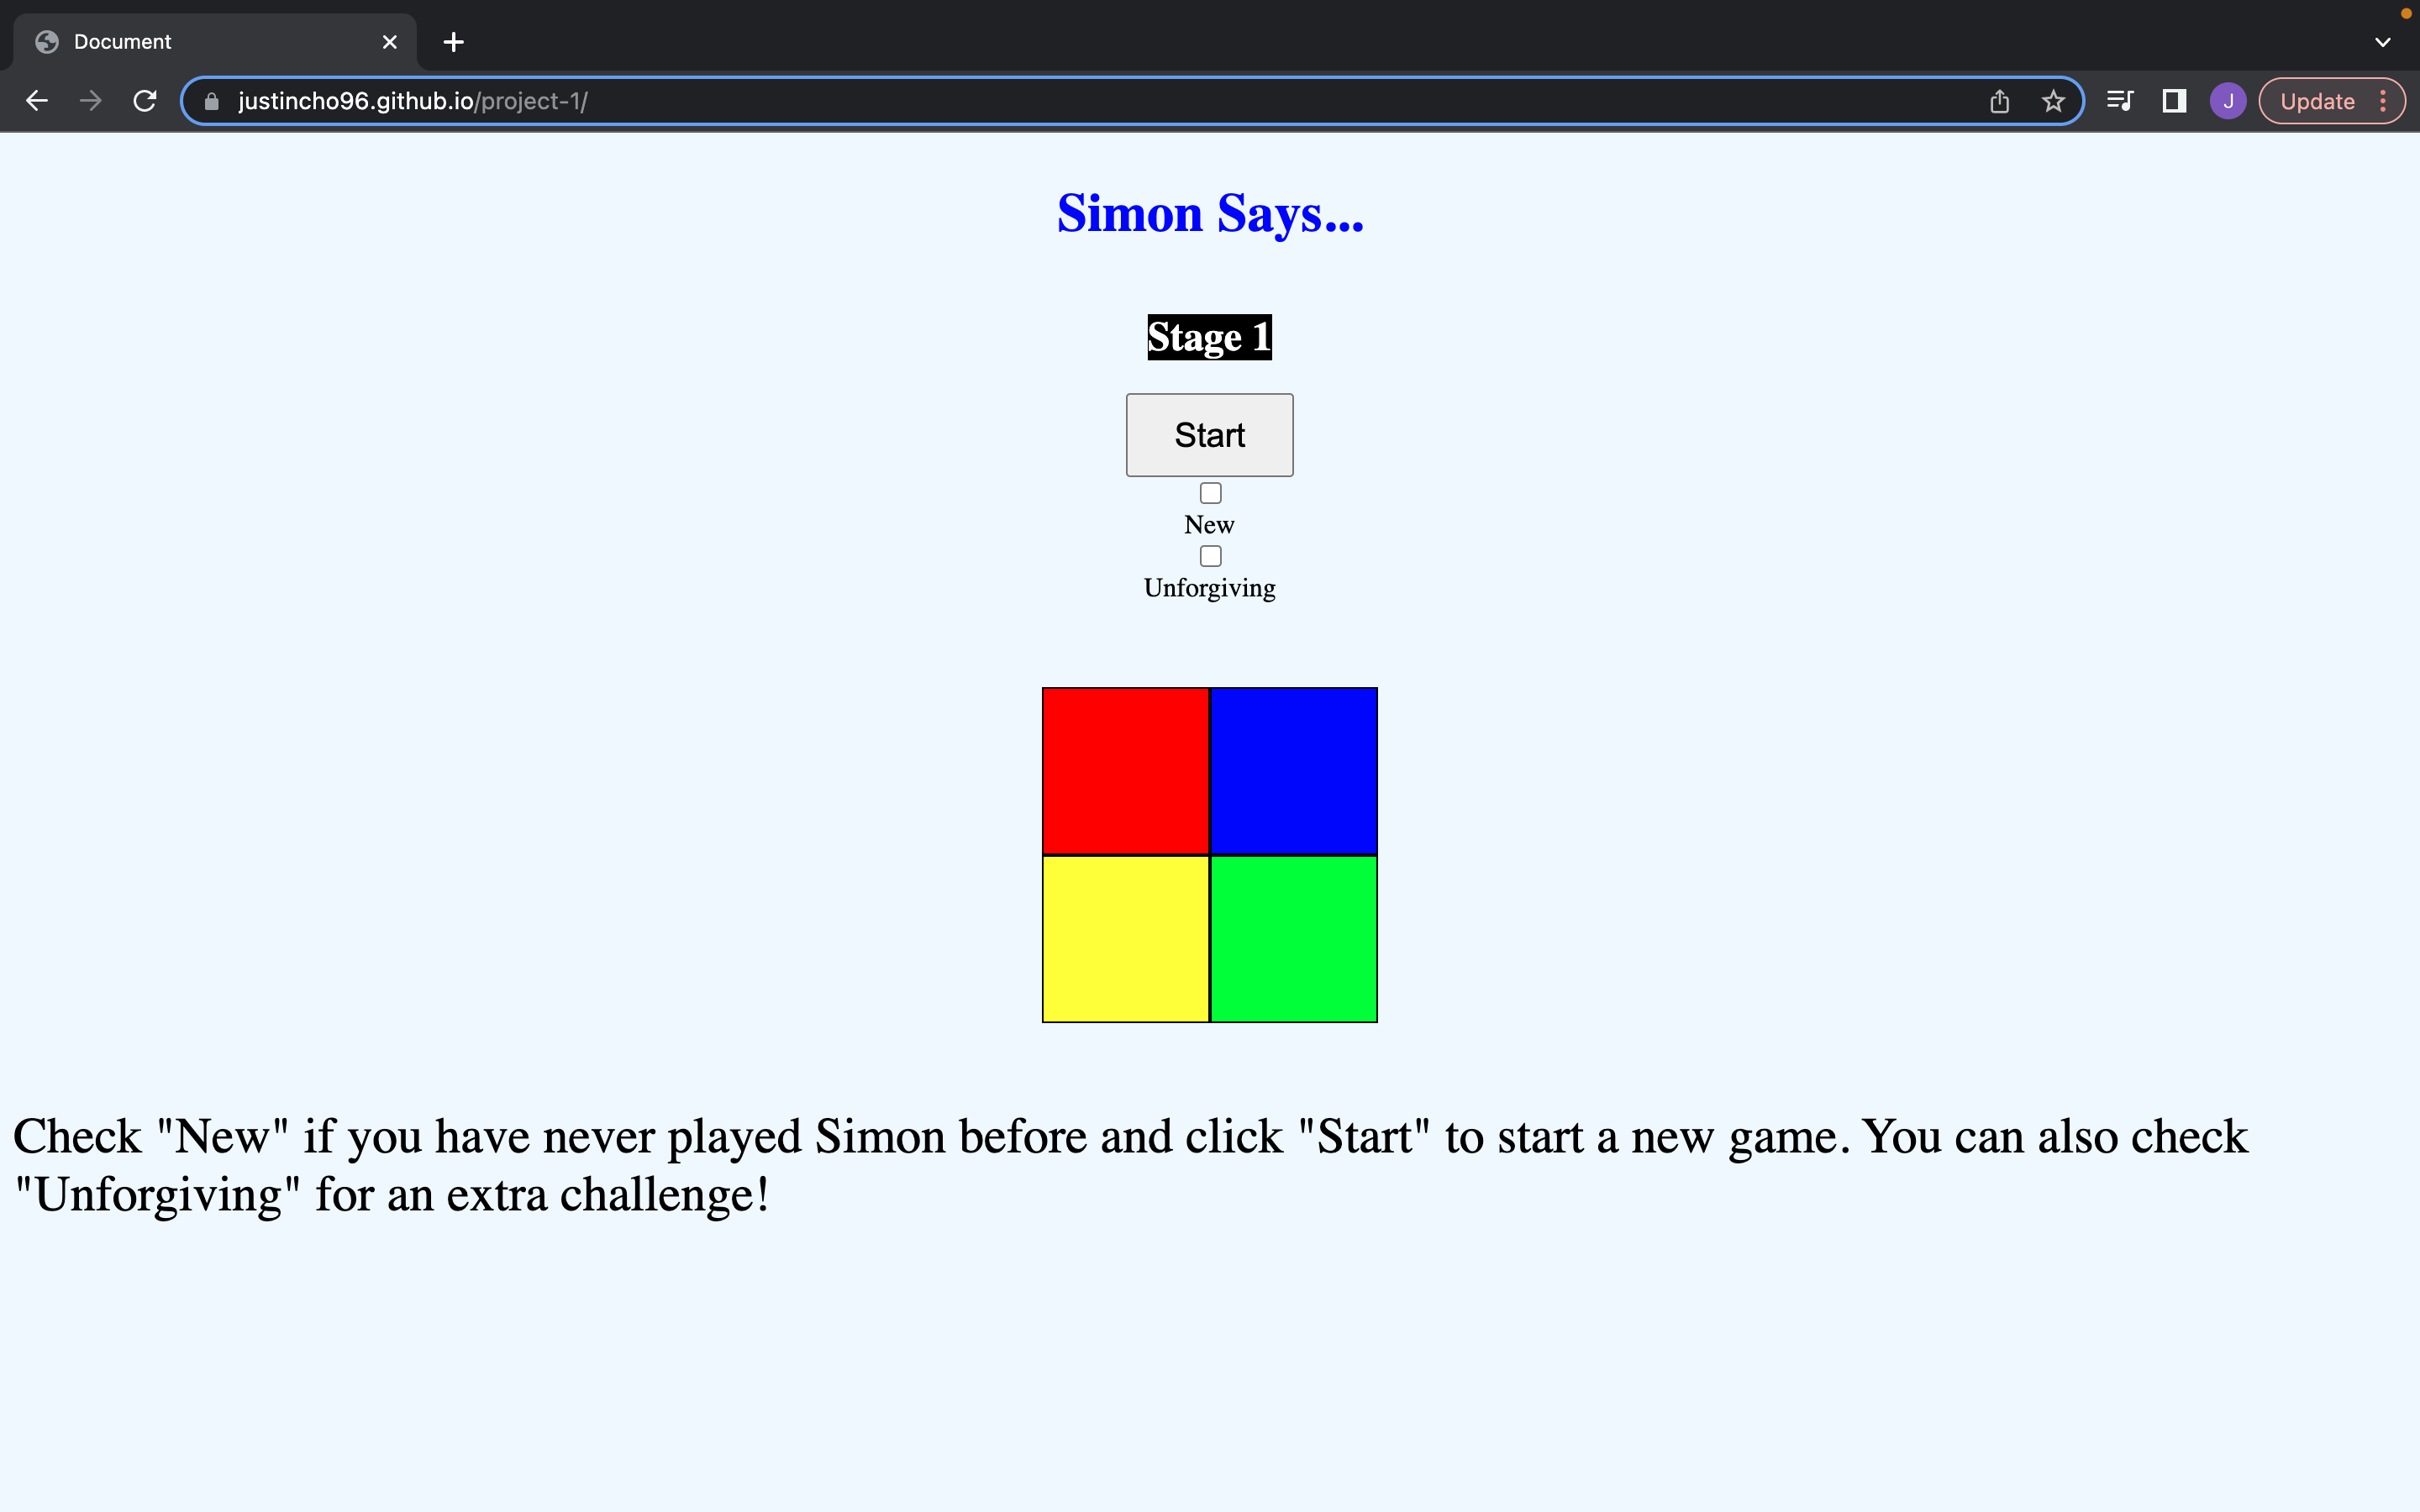 Document
justincho96.github.io/project-1/
J
Update
Simon Says...
Stage 1
Start
New
Unforgiving
Check "New" if you have never played Simon before and click "Start" to start a new game. You can also check
"Unforgiving" for an extra challenge!